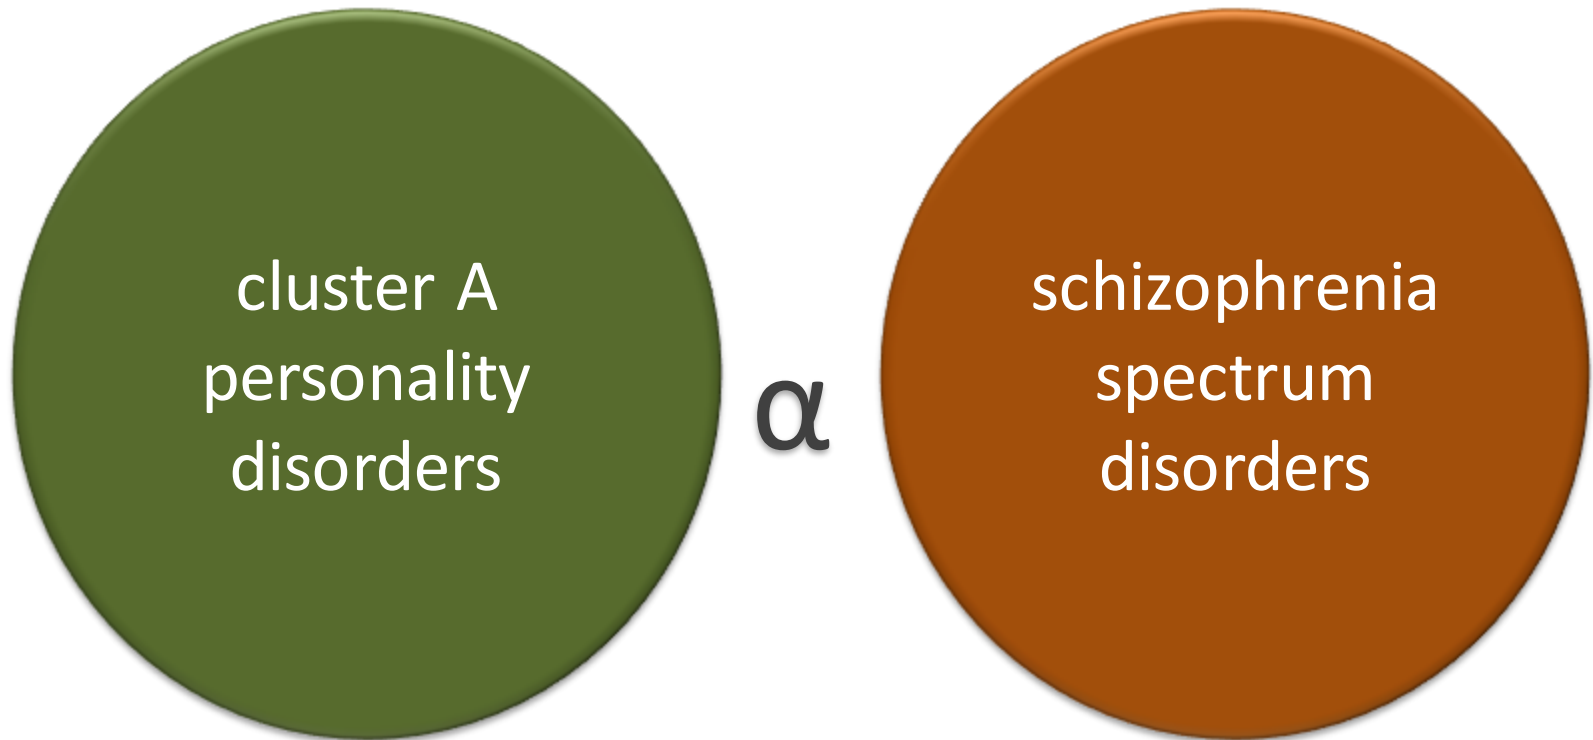 cluster A
personality
disorders
α
schizophrenia
spectrum
disorders